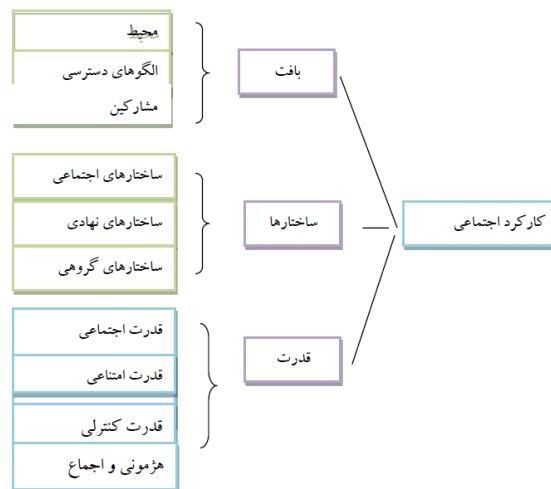 کارکرد اجتماعی
بافت
محیط
الگوهای دسترسی
مشارکین
ساختارها
ساختارهای اجتماعی
ساختارهای نهادی
ساختارهای گروهی
قدرت
قدرت اجتماعی
قدرت امتناعی
قدرت کنترلی
هژمونی و اجماع